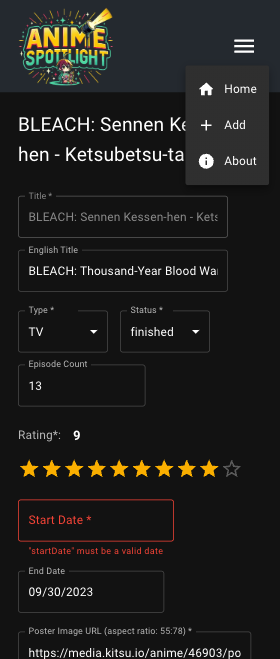 ANIME
SPOTLIGHT
Home
Add
About
BLEACH: Sennen Ke
hen - Ketsubetsu-ta
Title *
BLEACH: Sennen Kessen-hen - Kets
English Title
BLEACH: Thousand-Year Blood Wa
Type *
TV
Status *
finished
Episode Count
13
Rating*: 9
Start Date *
"startDate" must be a valid date
End Date
09/30/2023
Poster Image URL (aspect ratio: 55:78) *
https://media.kitsu.io/anime/46903/po